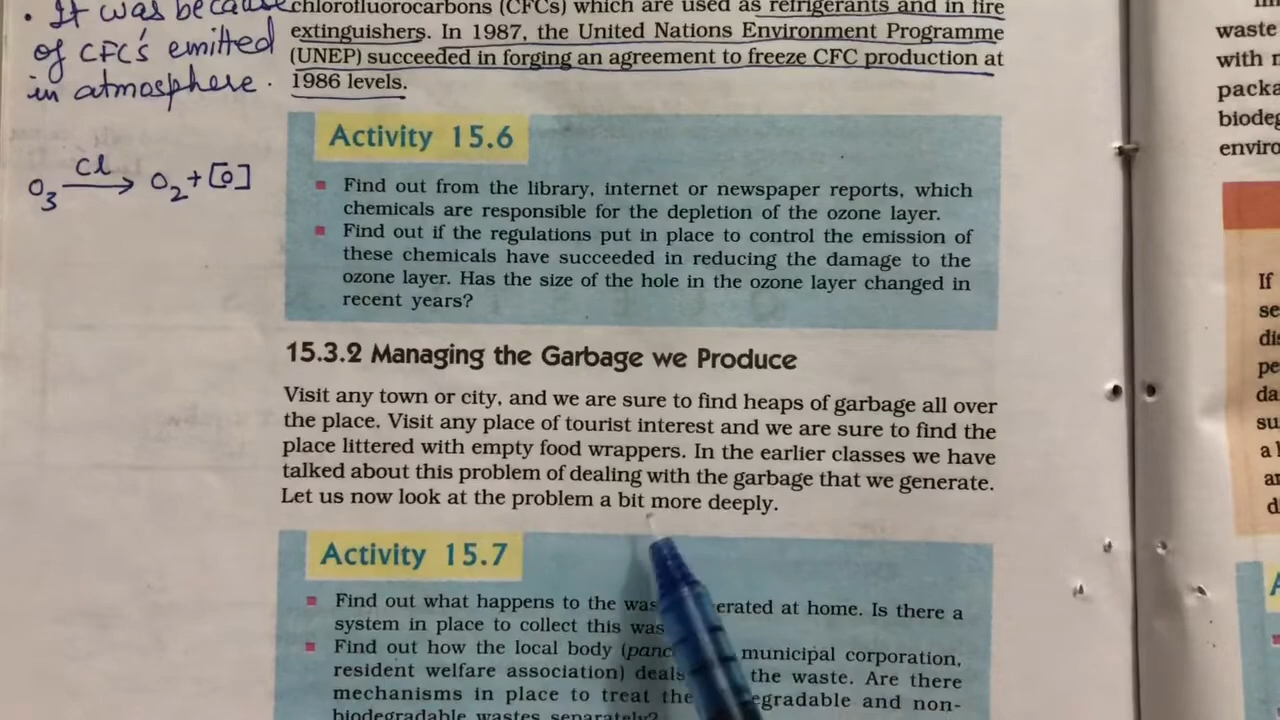 • It was because
of CFC's emitted
in atmosphere.
O3 Cl → O2 + [O]
chlorofluorocarbons (CFCs) which are used as refrigerants and in fire
extinguishers. In 1987, the United Nations Environment Programme
(UNEP) succeeded in forging an agreement to freeze CFC production at
1986 levels.
Activity 15.6
Find out from the library, internet or newspaper reports, which
chemicals are responsible for the depletion of the ozone layer.
Find out if the regulations put in place to control the emission of
these chemicals have succeeded in reducing the damage to the
ozone layer. Has the size of the hole in the ozone layer changed in
recent years?
15.3.2 Managing the Garbage we Produce
Visit any town or city, and we are sure to find heaps of garbage all over
the place. Visit any place of tourist interest and we are sure to find the
place littered with empty food wrappers. In the earlier classes we have
talked about this problem of dealing with the garbage that we generate.
Let us now look at the problem a bit more deeply.
Activity 15.7
Find out what happens to the was erated at home. Is there a
system in place to collect this was
Find out how the local body (panc municipal corporation,
resident welfare association) deals the waste. Are there
mechanisms in place to treat the egradable and non-
biodegradable wastes separately?
waste
with
packa
biodeg
enviro
If
se
dis
pe
da
su
a
an
d